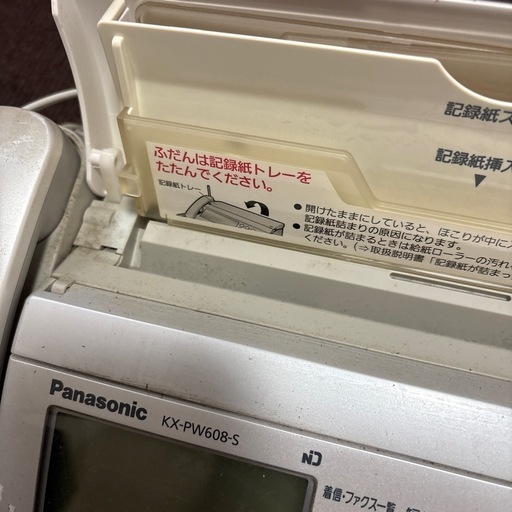 記録紙ス
記録紙挿入
▼
ふだんは記録紙トレーを
たたんでください。
記録紙トレー
● 開けたままにしていると、ほこりが中に入
記録紙詰まりの原因になります。
● 記録紙が詰まるときは給紙ローラーの汚れ
ください。(⇒取扱説明書「記録紙が詰まっ
Panasonic
KX-PW608-S
ND
着信・ファクス一覧